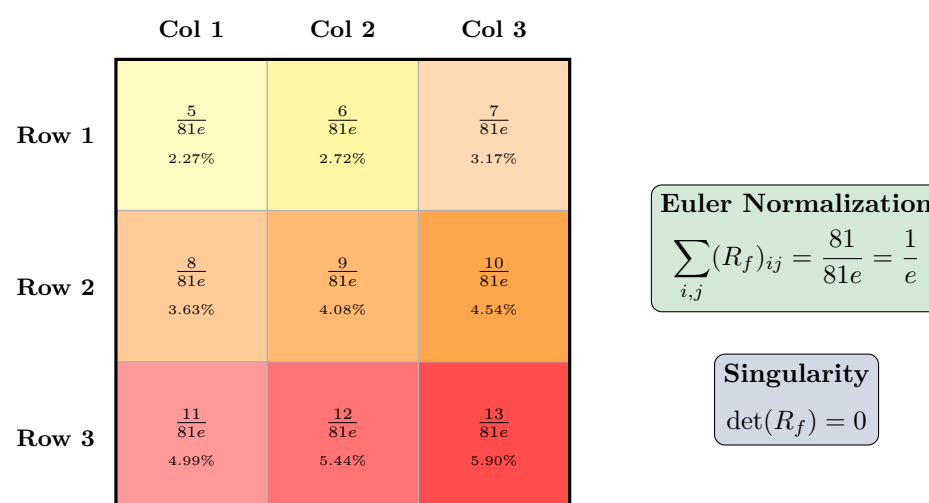 Col 1 Col 2 Col 3
Row 1
5/81e 6/81e 7/81e
2.27% 2.72% 3.17%
Row 2
8/81e 9/81e 10/81e
3.63% 4.08% 4.54%
Row 3
11/81e 12/81e 13/81e
4.99% 5.44% 5.90%
Euler Normalization
∑_{i,j} (R_f)_{ij} = 81/81e = 1/e
Singularity
det(R_f) = 0